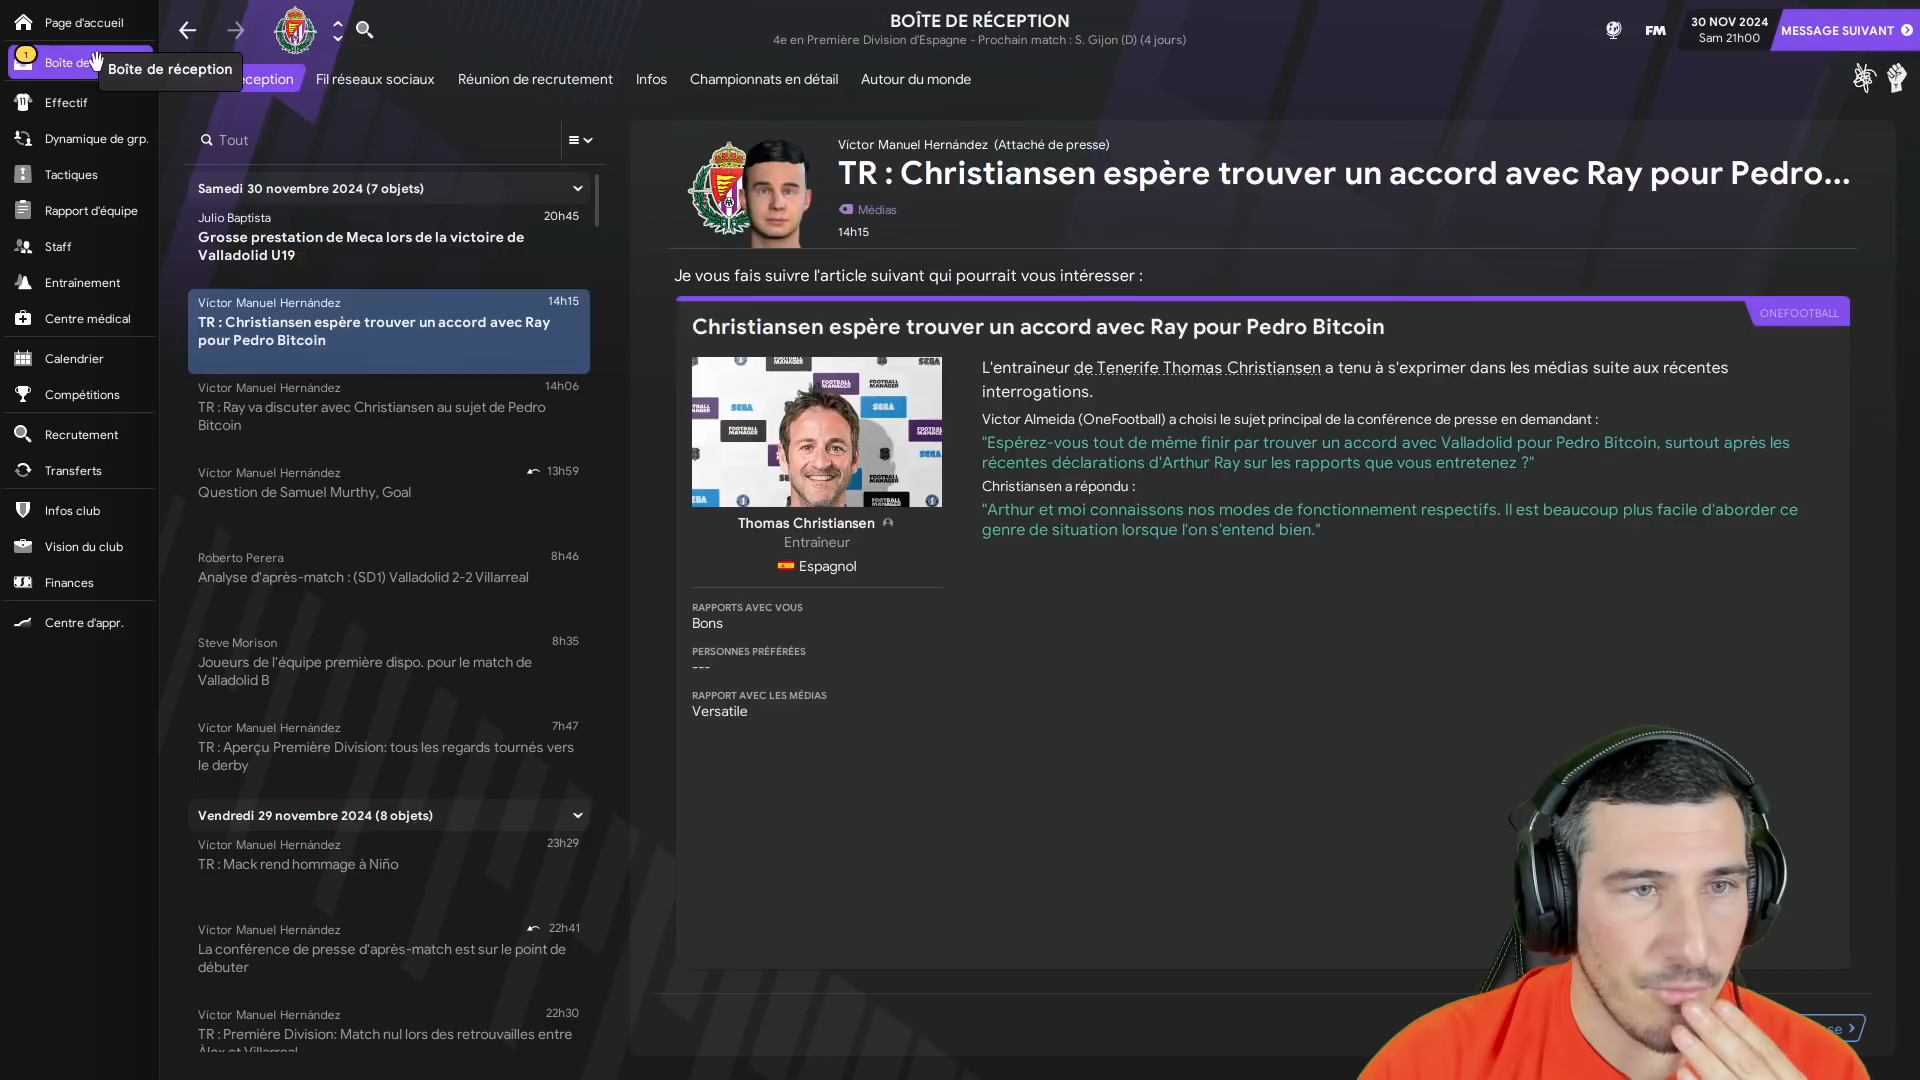 Page d'accueil
1
Boîte de
Boîte de réception
Effectif
Dynamique de grp.
Tactiques
Rapport d'équipe
Staff
Entraînement
Centre médical
Calendrier
Compétitions
Recrutement
Transferts
Infos club
Vision du club
Finances
Centre d'appr.
BOÎTE DE RÉCEPTION
4e en Première Division d'Espagne - Prochain match : S. Gijon (D) (4 jours)
FM
30 NOV 2024
Sam 21h00
MESSAGE SUIVANT
Fil réseaux sociaux
Réunion de recrutement
Infos
Championnats en détail
Autour du monde
Tout
Samedi 30 novembre 2024 (7 objets)
Julio Baptista 20h45
Grosse prestation de Meca lors de la victoire de
Valladolid U19
Víctor Manuel Hernández 14h15
TR : Christiansen espère trouver un accord avec Ray
pour Pedro Bitcoin
Víctor Manuel Hernández 14h06
TR : Ray va discuter avec Christiansen au sujet de Pedro
Bitcoin
Víctor Manuel Hernández 13h59
Question de Samuel Murthy, Goal
Roberto Perera 8h46
Analyse d'après-match : (SD1) Valladolid 2-2 Villarreal
Steve Morison 8h35
Joueurs de l'équipe première dispo. pour le match de
Valladolid B
Víctor Manuel Hernández 7h47
TR : Aperçu Première Division: tous les regards tournés vers
le derby
Vendredi 29 novembre 2024 (8 objets)
Víctor Manuel Hernández 23h29
TR : Mack rend hommage à Niño
Víctor Manuel Hernández 22h41
La conférence de presse d'après-match est sur le point de
débuter
Víctor Manuel Hernández 22h30
TR : Première Division: Match nul lors des retrouvailles entre
Àlex et Villarreal
Víctor Manuel Hernández (Attaché de presse)
TR : Christiansen espère trouver un accord avec Ray pour Pedro...
Médias
14h15
Je vous fais suivre l'article suivant qui pourrait vous intéresser :
ONEFOOTBALL
Christiansen espère trouver un accord avec Ray pour Pedro Bitcoin
Thomas Christiansen
Entraîneur
Espagnol
RAPPORTS AVEC VOUS
Bons
PERSONNES PRÉFÉRÉES
---
RAPPORT AVEC LES MÉDIAS
Versatile
L'entraîneur de Tenerife Thomas Christiansen a tenu à s'exprimer dans les médias suite aux récentes
interrogations.
Victor Almeida (OneFootball) a choisi le sujet principal de la conférence de presse en demandant :
"Espérez-vous tout de même finir par trouver un accord avec Valladolid pour Pedro Bitcoin, surtout après les
récentes déclarations d'Arthur Ray sur les rapports que vous entretenez ?"
Christiansen a répondu :
"Arthur et moi connaissons nos modes de fonctionnement respectifs. Il est beaucoup plus facile d'aborder ce
genre de situation lorsque l'on s'entend bien."